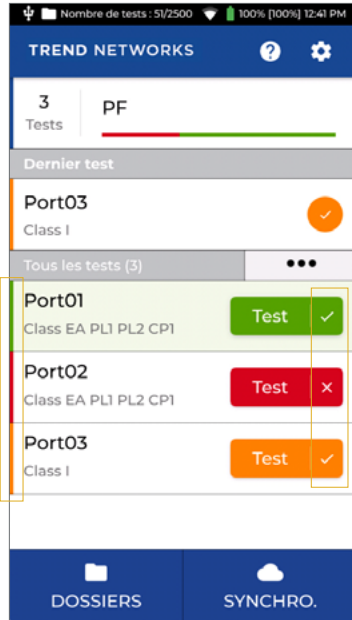 Nombre de tests : 51/2500 100% [100%] 12:41 PM
TREND NETWORKS ?
3
Tests
PF
Dernier test
Port03
Class I
Tous les tests (3) •••
Port01
Class EA PL1 PL2 CP1
Test
Port02
Class EA PL1 PL2 CP1
Test
Port03
Class I
Test
DOSSIERS SYNCHRO.